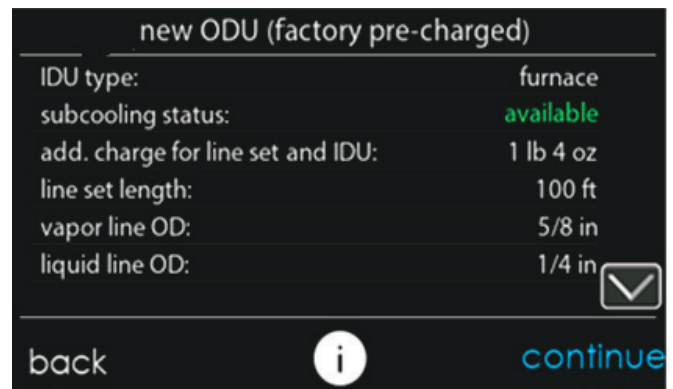 new ODU (factory pre-charged)
IDU type: furnace
subcooling status: available
add. charge for line set and IDU: 1 lb 4 oz
line set length: 100 ft
vapor line OD: 5/8 in
liquid line OD: 1/4 in
back i continue